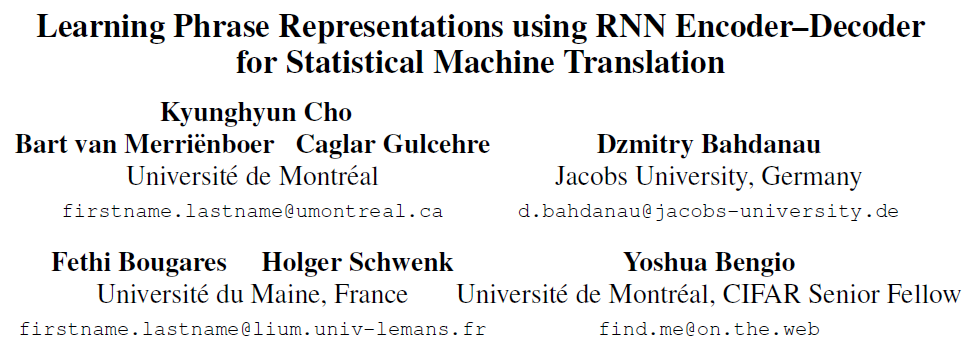 Learning Phrase Representations using RNN Encoder–Decoder
for Statistical Machine Translation
Kyunghyun Cho
Bart van Merriënboer Caglar Gulcehre
Université de Montréal
firstname.lastname@umontreal.ca
Dzmitry Bahdanau
Jacobs University, Germany
d.bahdanau@jacobs-university.de
Fethi Bougares Holger Schwenk
Université du Maine, France
firstname.lastname@lium.univ-lemans.fr
Yoshua Bengio
Université de Montréal, CIFAR Senior Fellow
find.me@on.the.web